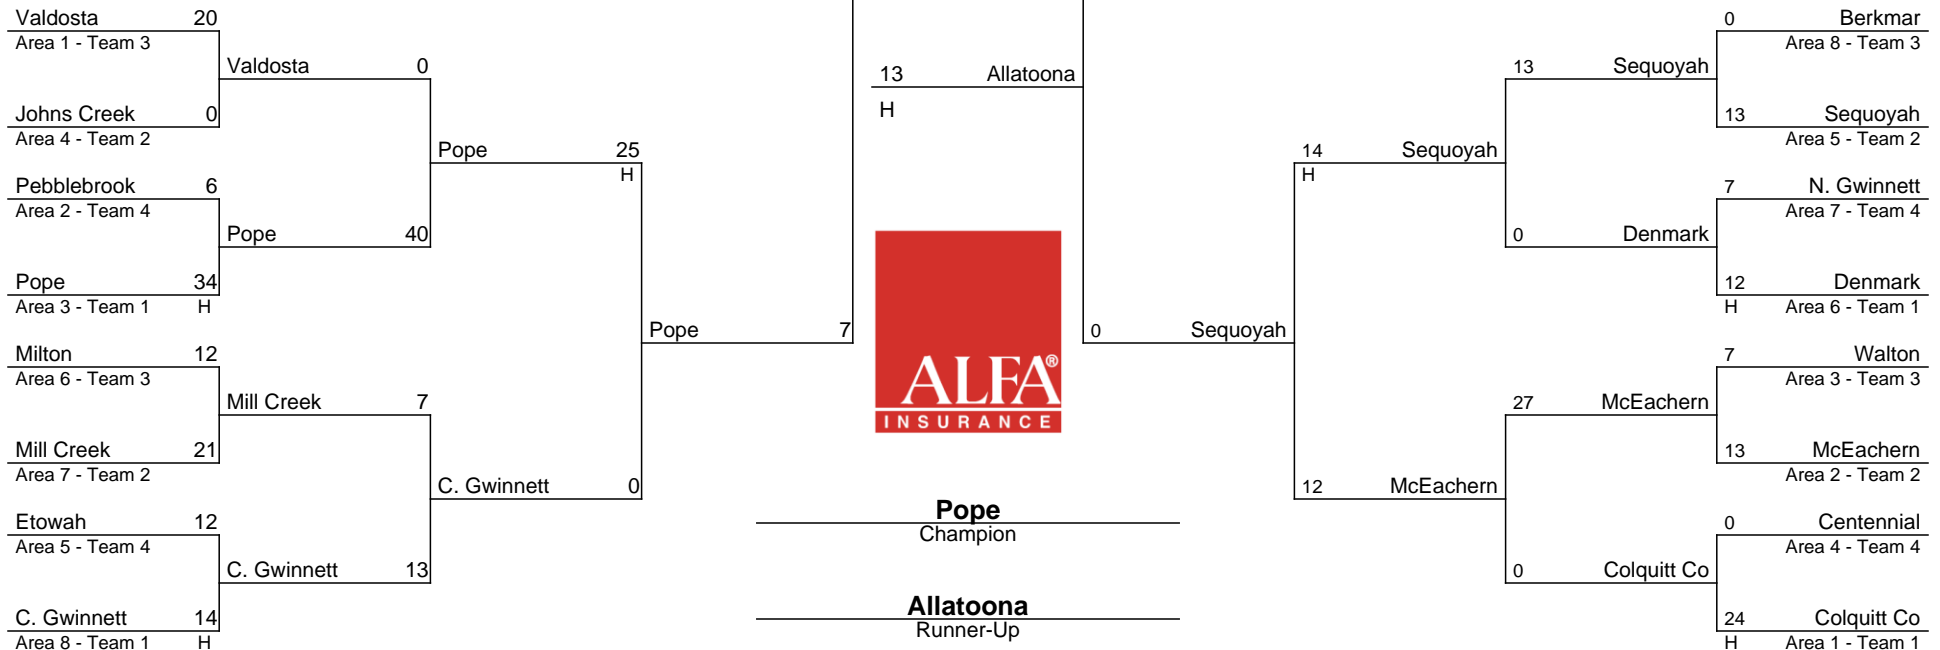 Valdosta 20
Area 1 - Team 3
Johns Creek 0
Area 4 - Team 2
Pebblebrook 6
Area 2 - Team 4
Pope 34
Area 3 - Team 1 H
Milton 12
Area 6 - Team 3
Mill Creek 21
Area 7 - Team 2
Etowah 12
Area 5 - Team 4
C. Gwinnett 14
Area 8 - Team 1 H
Valdosta 0
Pope 40
Mill Creek 7
C. Gwinnett 13
Pope 25
H
C. Gwinnett 0
Pope 7
13 Allatoona
H
ALFA®
INSURANCE
Pope
Champion
Allatoona
Runner-Up
0 Sequoyah
14 Sequoyah
H
12 McEachern
13 Sequoyah
0 Denmark
27 McEachern
0 Colquitt Co
0 Berkmar
Area 8 - Team 3
13 Sequoyah
Area 5 - Team 2
7 N. Gwinnett
Area 7 - Team 4
12 Denmark
H Area 6 - Team 1
7 Walton
Area 3 - Team 3
13 McEachern
Area 2 - Team 2
0 Centennial
Area 4 - Team 4
24 Colquitt Co
H Area 1 - Team 1